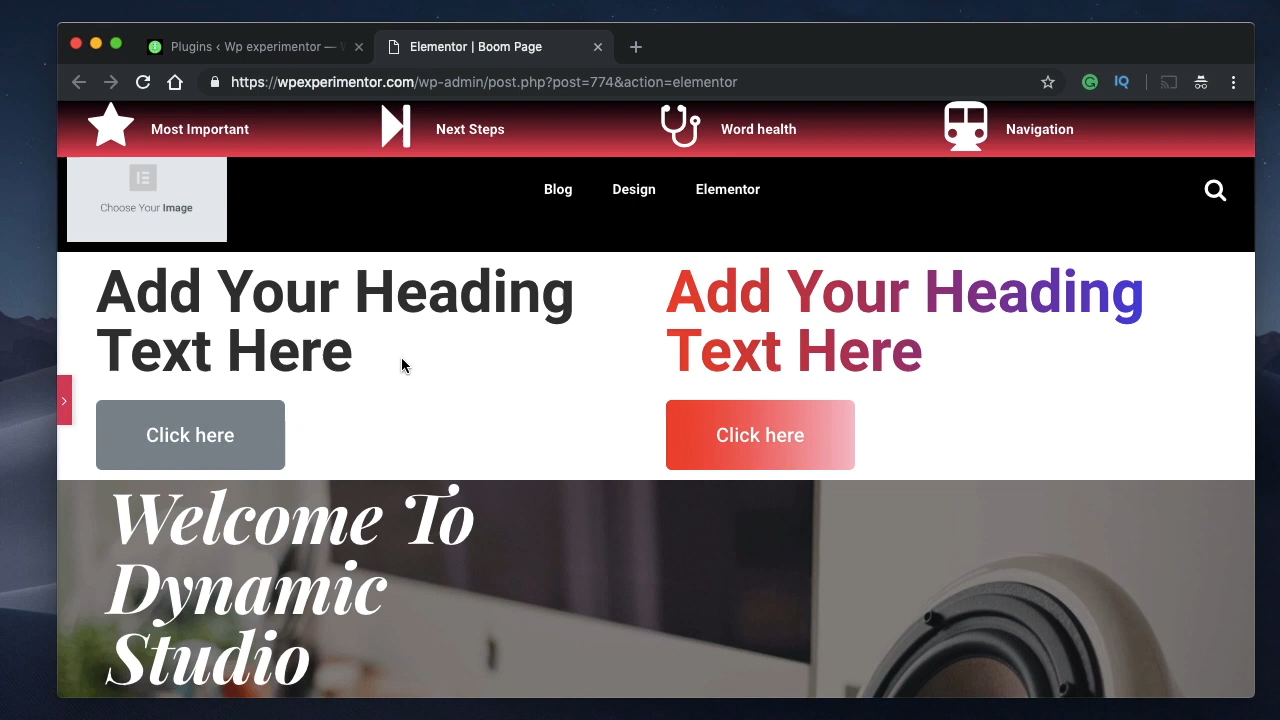 Plugins ‹ Wp experimentor —
Elementor | Boom Page
https://wpexperimentor.com/wp-admin/post.php?post=774&action=elementor
IQ
Most Important
Next Steps
Word health
Navigation
Choose Your Image
Blog
Design
Elementor
Add Your Heading
Text Here
Add Your Heading
Text Here
Click here
Click here
Welcome To
Dynamic
Studio